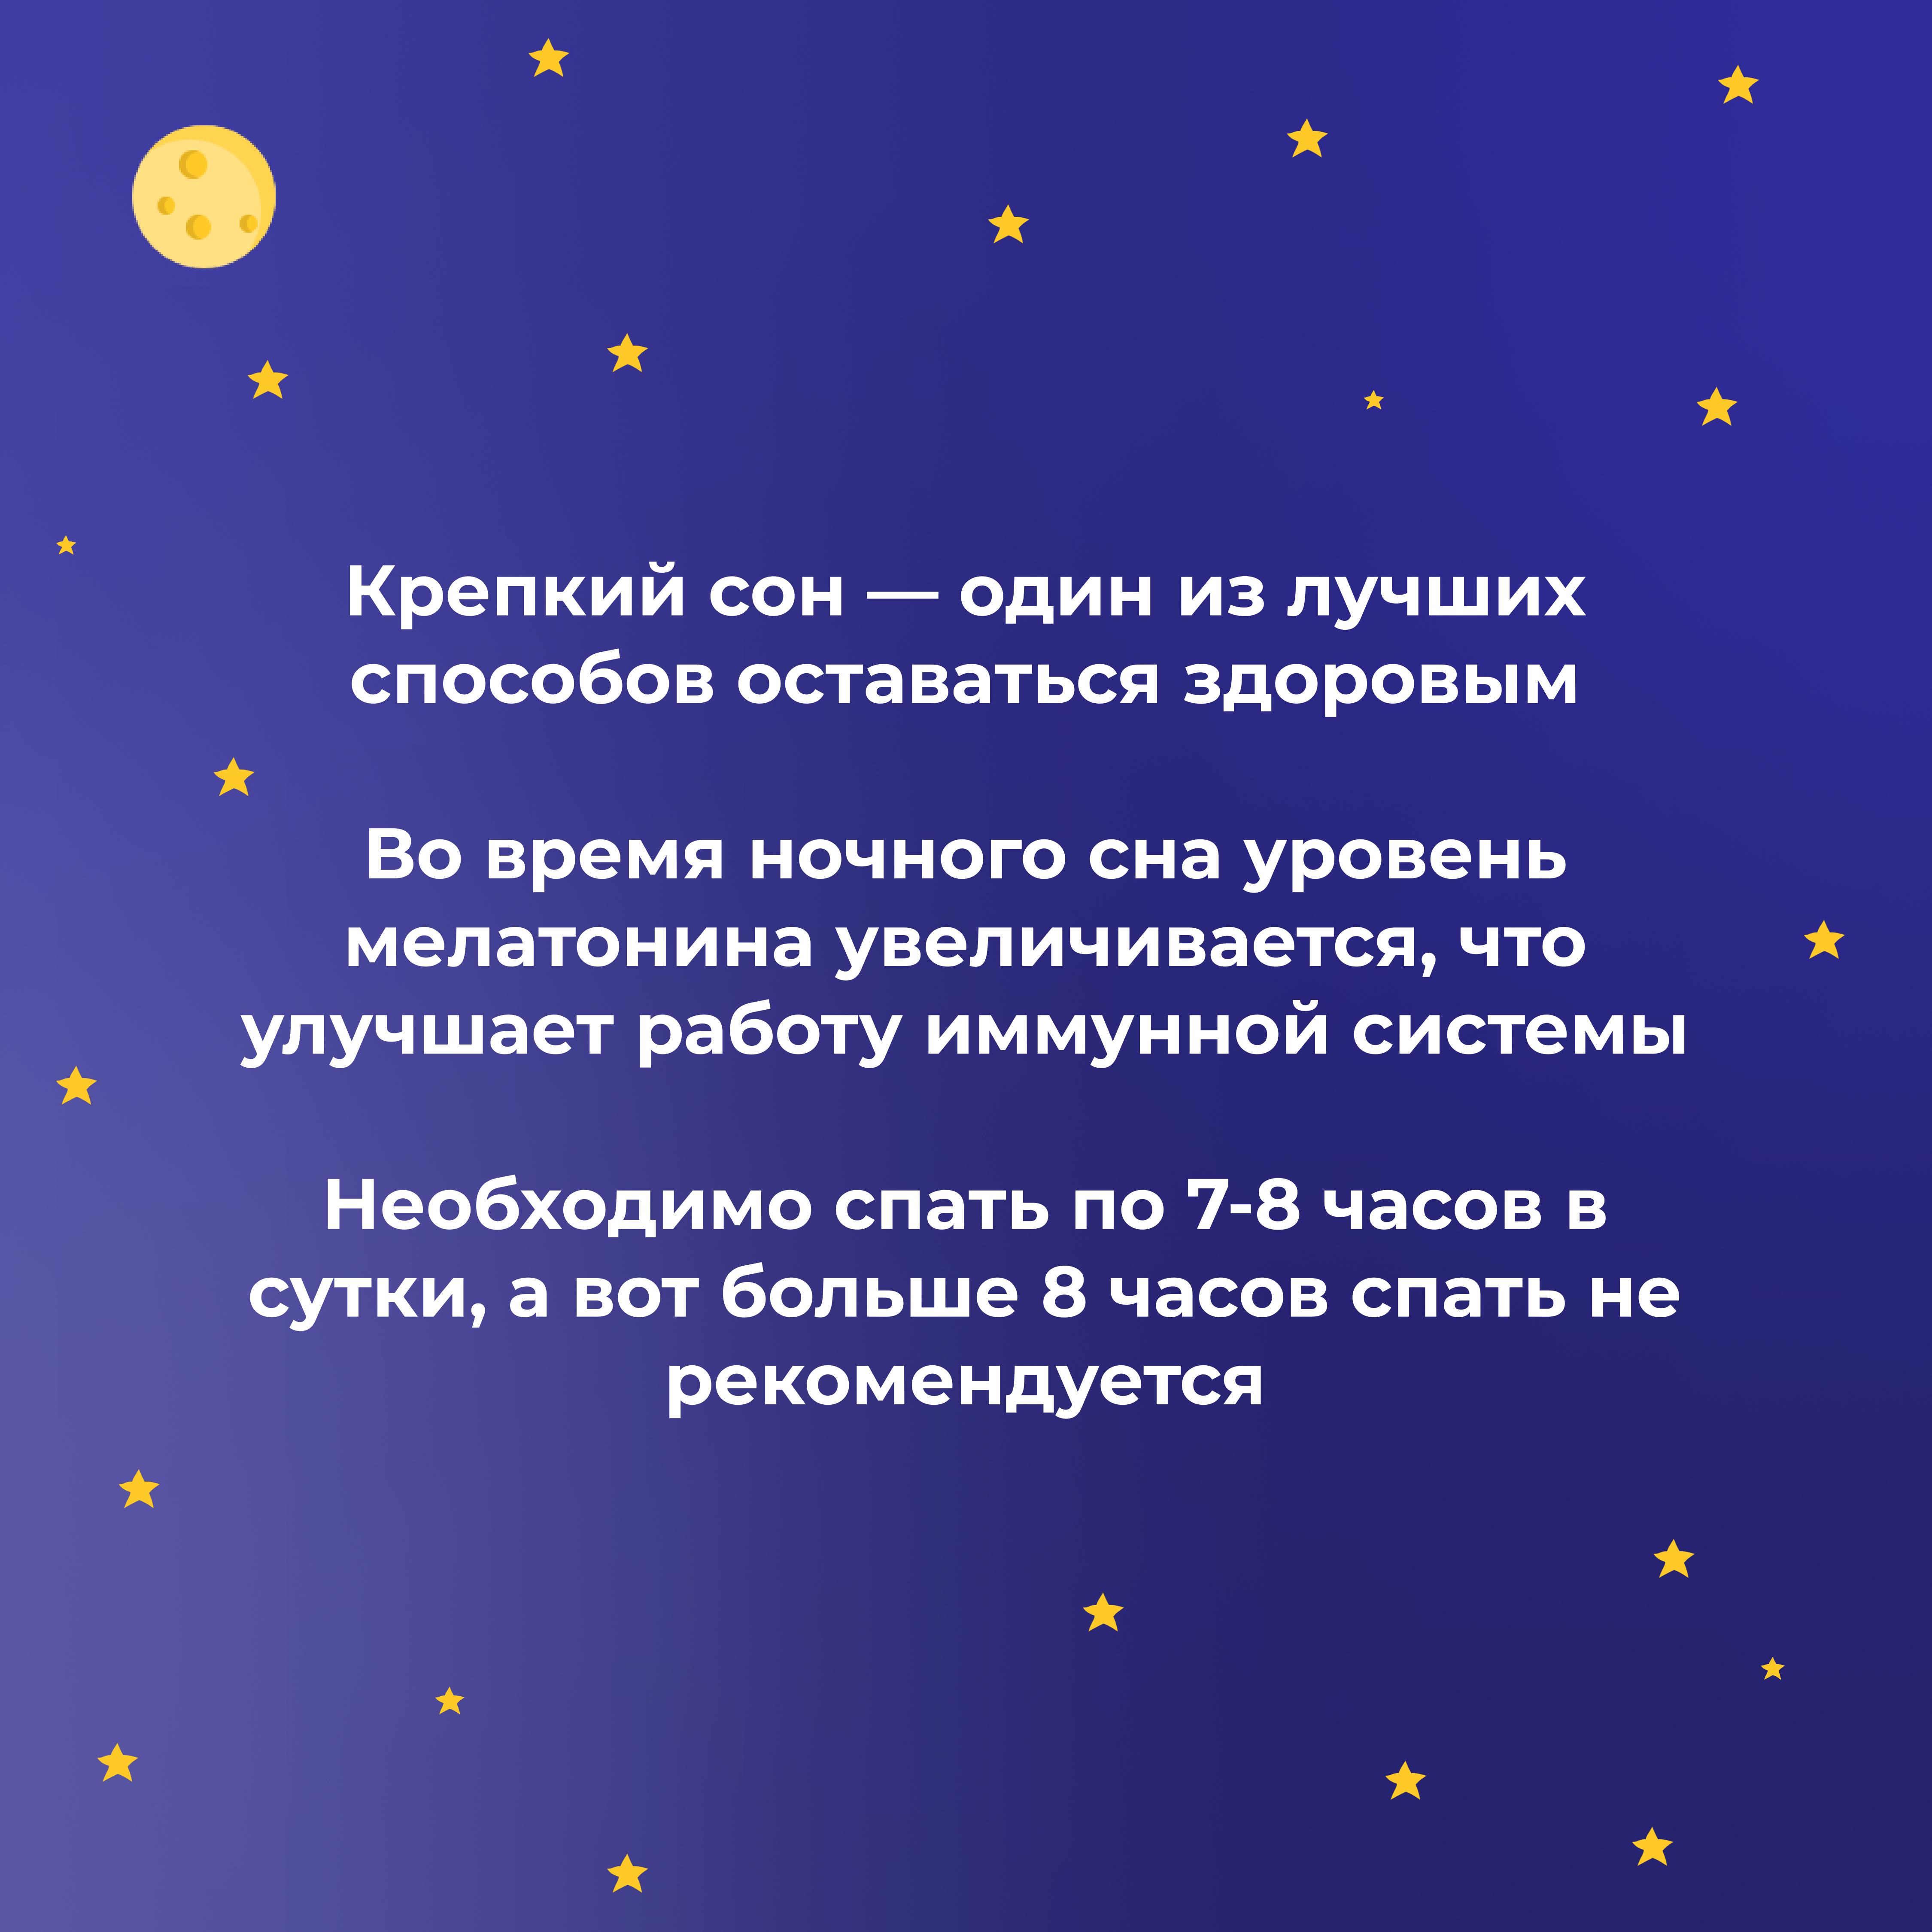 Крепкий сон — один из лучших
способов оставаться здоровым
Во время ночного сна уровень
мелатонина увеличивается, что
улучшает работу иммунной системы
Необходимо спать по 7-8 часов в
сутки, а вот больше 8 часов спать не
рекомендуется